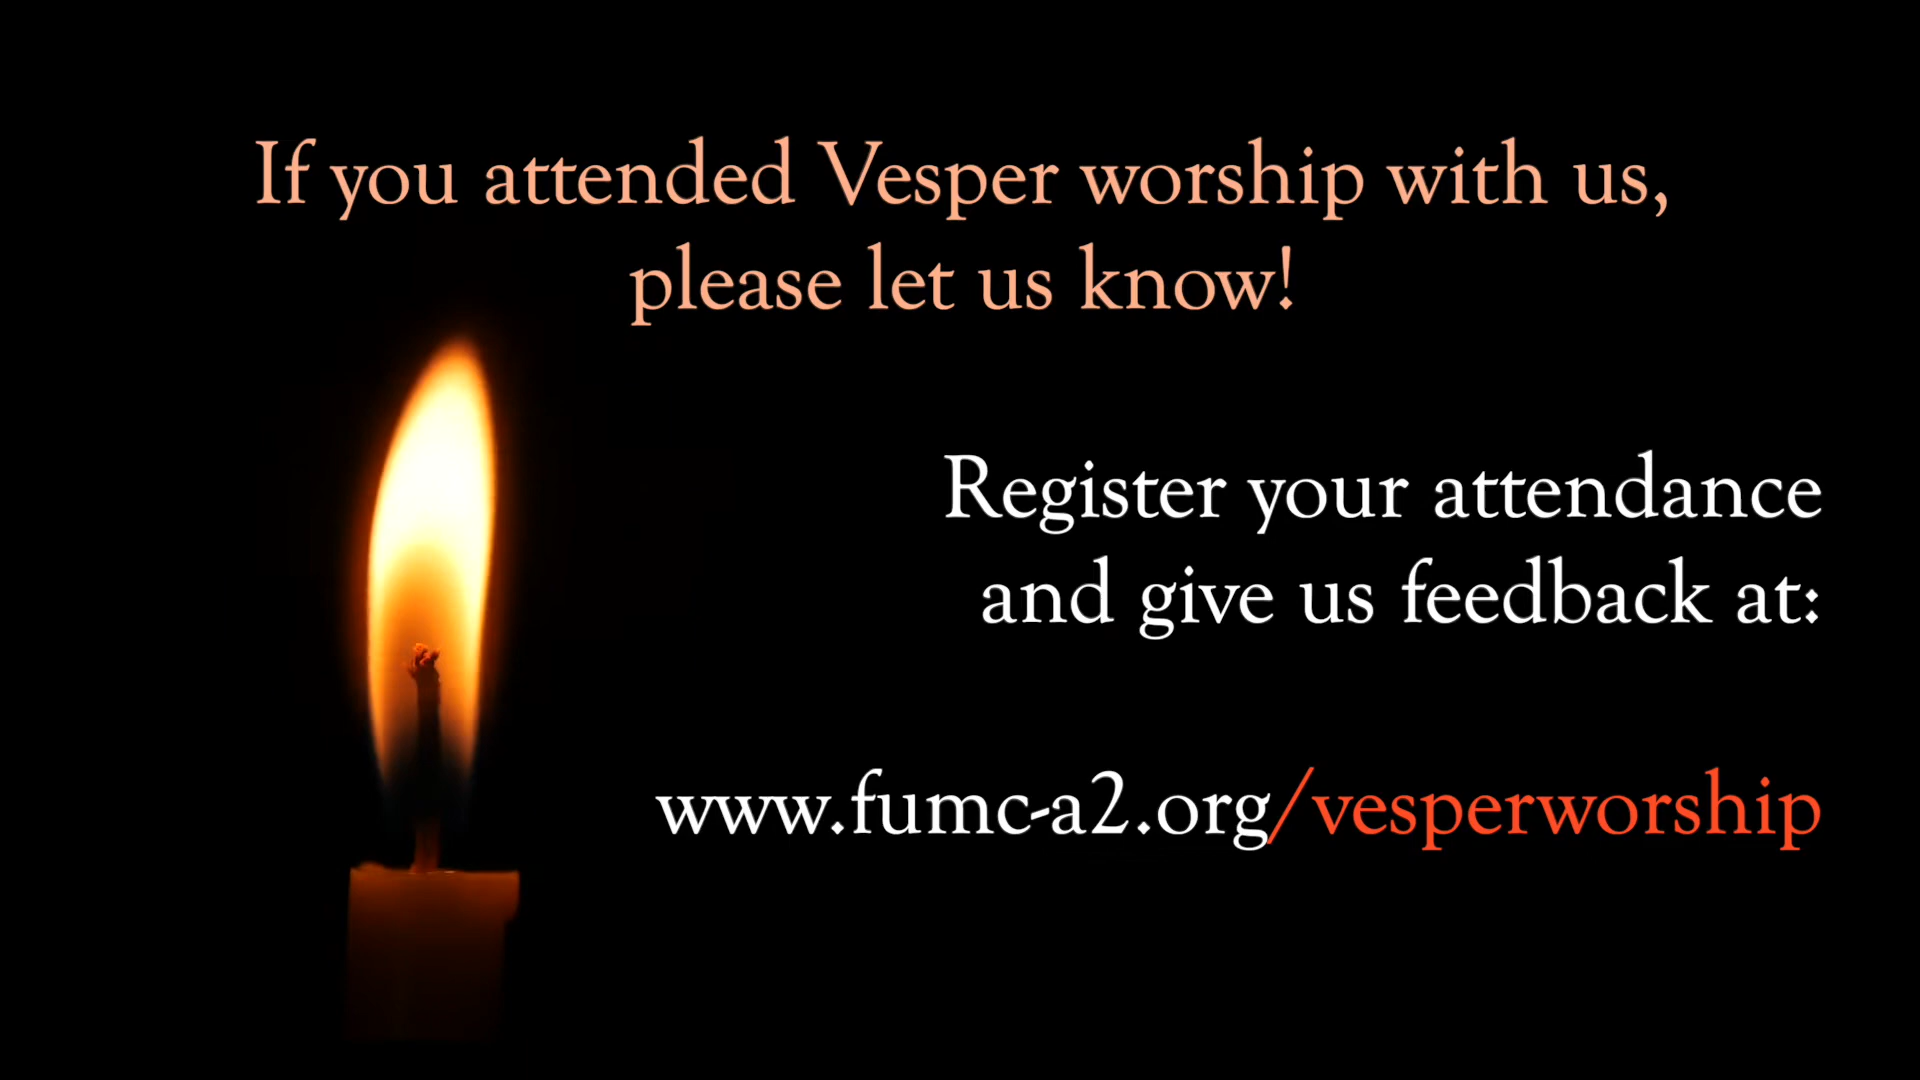 If you attended Vesper worship with us,
please let us know!
Register your attendance
and give us feedback at:
www.fumc-a2.org/vesperworship